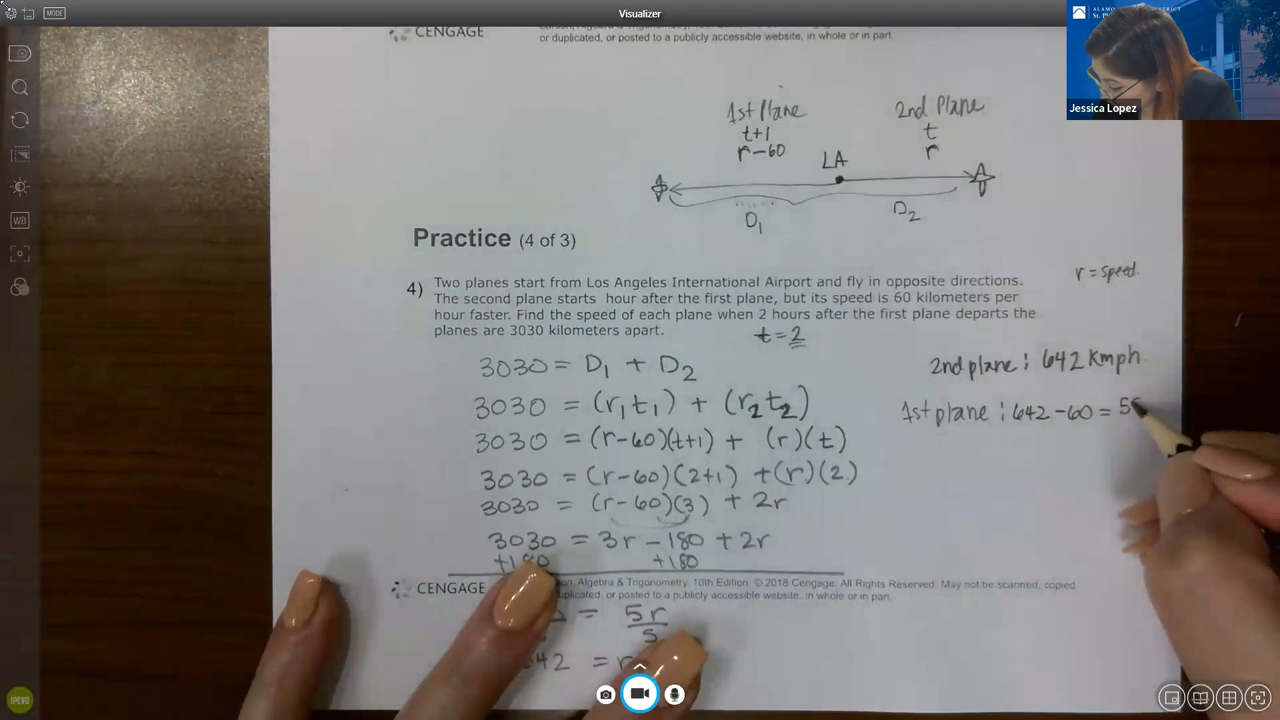 MODE
Visualizer
CENGAGE
or duplicated, or posted to a publicly accessible website, in whole or in part.
Jessica Lopez
1st Plane
t+1
r-60
2nd Plane
t
r
LA
D1
D2
Practice (4 of 3)
r = speed
4) Two planes start from Los Angeles International Airport and fly in opposite directions.
The second plane starts hour after the first plane, but its speed is 60 kilometers per
hour faster. Find the speed of each plane when 2 hours after the first plane departs the
planes are 3030 kilometers apart.
t = 2
3030 = D1 + D2
2nd plane : 642 Kmph
3030 = (r1t1) + (r2t2)
1st plane : 642 - 60 = 5
3030 = (r-60)(t+1) + (r)(t)
3030 = (r-60)(2+1) + (r)(2)
3030 = (r-60)(3) + 2r
3030 = 3r - 180 + 2r
+180 +180
CENGAGE
Algebra & Trigonometry, 10th Edition. © 2018 Cengage. All Rights Reserved. May not be scanned, copied
duplicated, or posted to a publicly accessible website, in whole or in part.
= 5r
5
642 = r
WB
IPEVO